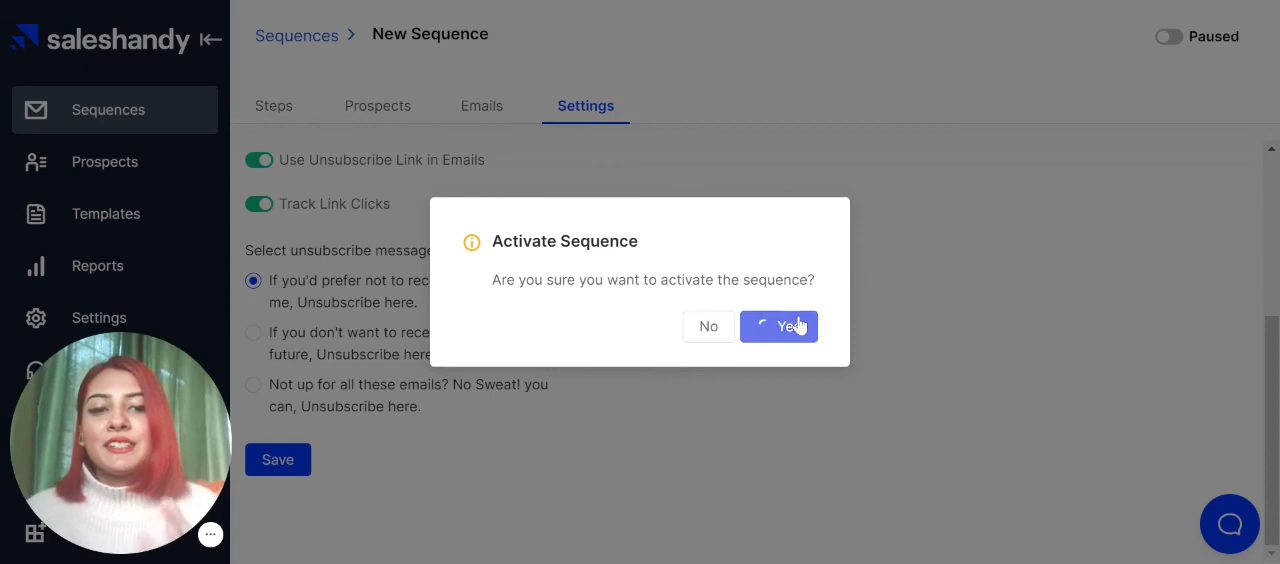 saleshandy
Sequences > New Sequence
Paused
Sequences
Prospects
Templates
Reports
Settings
Steps
Prospects
Emails
Settings
Use Unsubscribe Link in Emails
Track Link Clicks
Select unsubscribe message
If you'd prefer not to rec
me, Unsubscribe here.
If you don't want to rece
future, Unsubscribe here
Not up for all these emails? No Sweat! you
can, Unsubscribe here.
Save
Activate Sequence
Are you sure you want to activate the sequence?
No
Yes